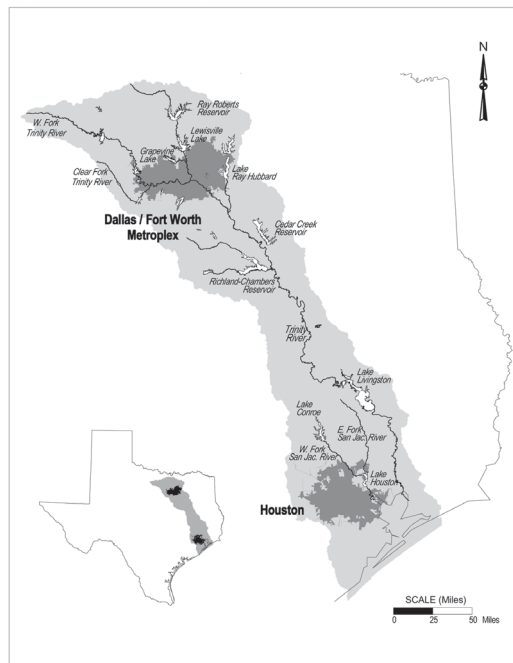 N
Ray Roberts
Reservoir
W. Fork
Trinity River
Lewisville
Lake
Grapevine
Lake
Clear Fork
Trinity River
Lake
Ray Hubbard
Dallas / Fort Worth
Metroplex
Cedar Creek
Reservoir
Richland-Chambers
Reservoir
Trinity
River
Lake
Livingston
Lake
Conroe
E. Fork
San Jac. River
W. Fork
San Jac. River
Lake
Houston
Houston
SCALE (Miles)
0 25 50 Miles